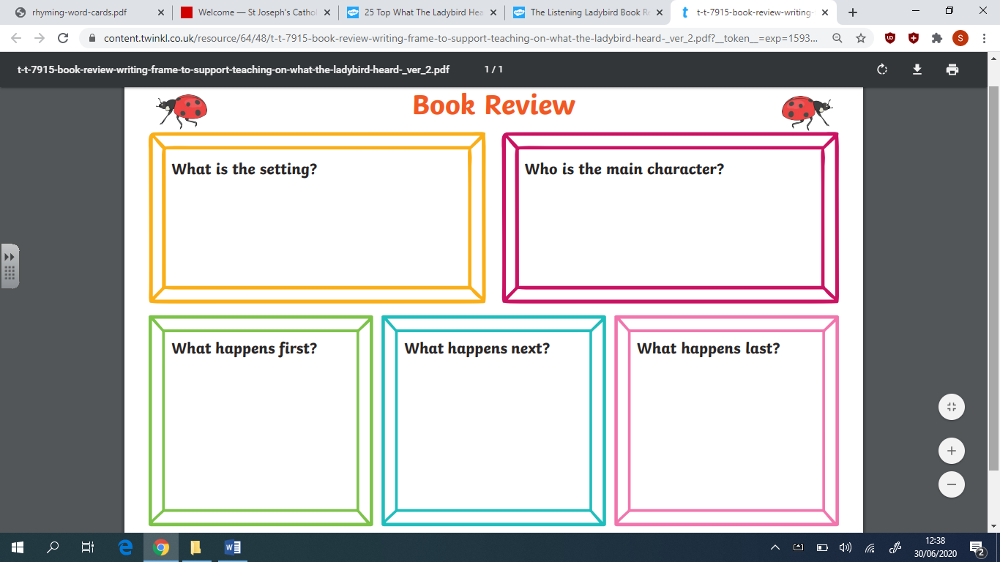 rhyming-word-cards.pdf
Welcome — St Joseph's Cathol
25 Top What The Ladybird Hea
The Listening Ladybird Book Ra
t-t-7915-book-review-writing-
content.twinkl.co.uk/resource/64/48/t-t-7915-book-review-writing-frame-to-support-teaching-on-what-the-ladybird-heard-_ver_2.pdf?__token__=exp=1593...
S
t-t-7915-book-review-writing-frame-to-support-teaching-on-what-the-ladybird-heard-_ver_2.pdf
1 / 1
Book Review
What is the setting?
Who is the main character?
What happens first?
What happens next?
What happens last?
12:38
30/06/2020
2